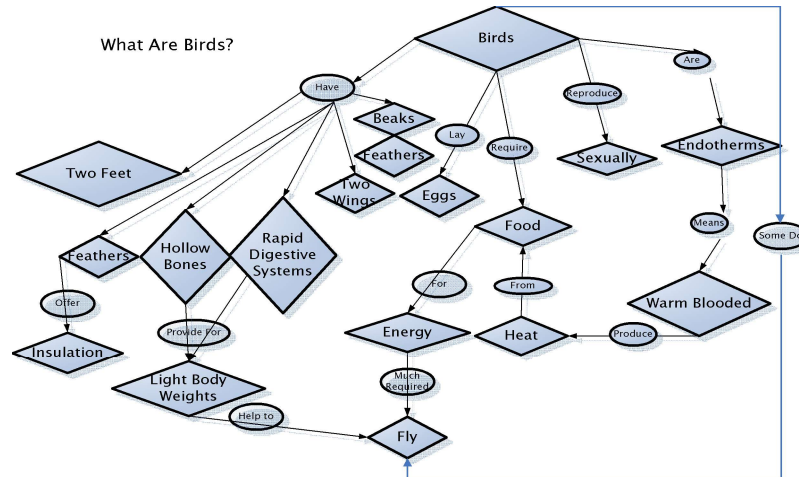 What Are Birds?
Birds
Are
Have
Reproduce
Beaks
Lay
Require
Endotherms
Feathers
Sexually
Two Feet
Two
Wings
Eggs
Food
Means
Some Do
Feathers
Hollow
Bones
Rapid
Digestive
Systems
For
From
Offer
Warm Blooded
Provide For
Energy
Heat
Produce
Insulation
Light Body
Weights
Much
Required
Help to
Fly